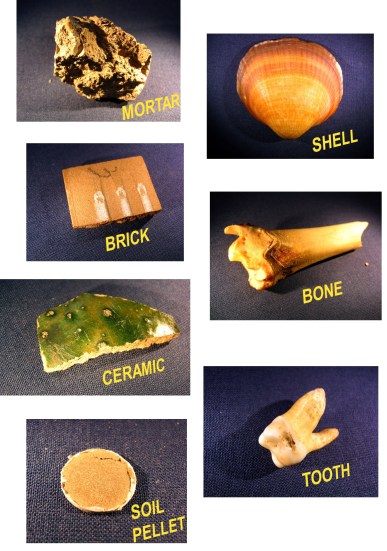 MORTAR
SHELL
BRICK
BONE
CERAMIC
TOOTH
SOIL
PELLET